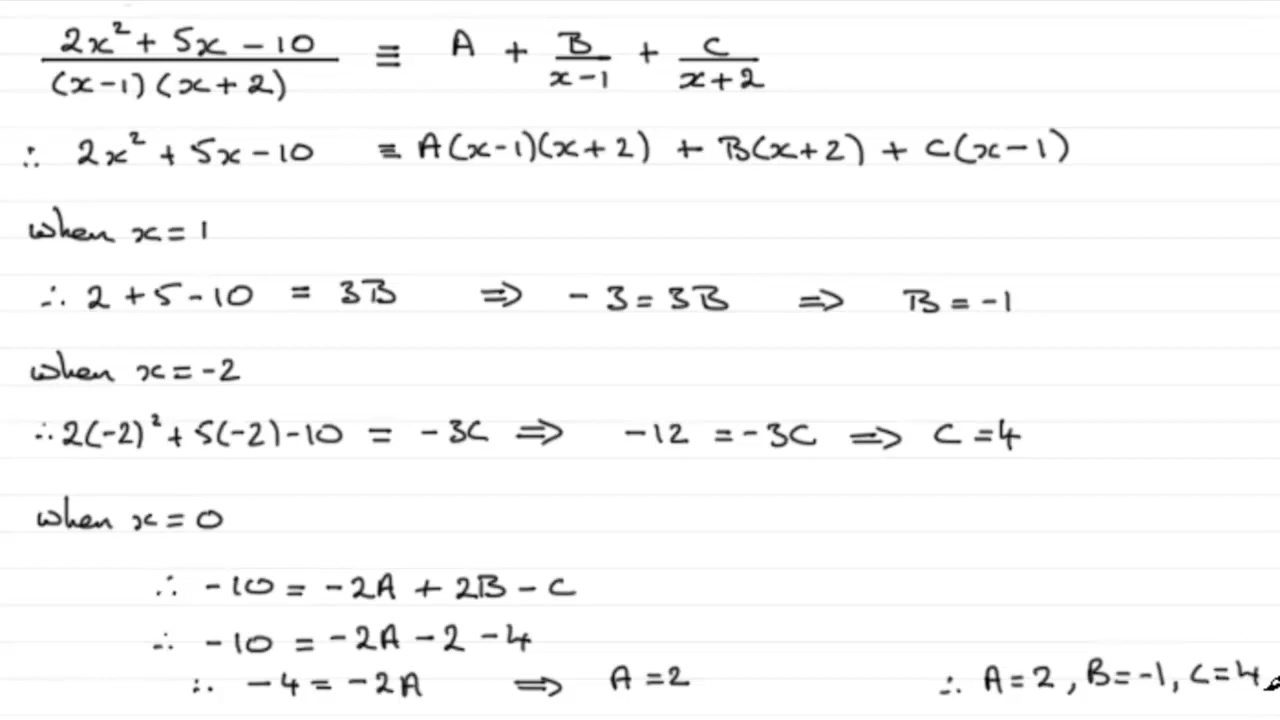 (2x² + 5x - 10)/((x-1)(x+2)) ≡ A + B/(x-1) + C/(x+2)
∴ 2x² + 5x - 10 ≡ A(x-1)(x+2) + B(x+2) + C(x-1)
when x = 1
∴ 2 + 5 - 10 = 3B ⇒ -3 = 3B ⇒ B = -1
when x = -2
∴ 2(-2)² + 5(-2) - 10 = -3C ⇒ -12 = -3C ⇒ C = 4
when x = 0
∴ -10 = -2A + 2B - C
∴ -10 = -2A - 2 - 4
∴ -4 = -2A ⇒ A = 2 ∴ A = 2, B = -1, C = 4